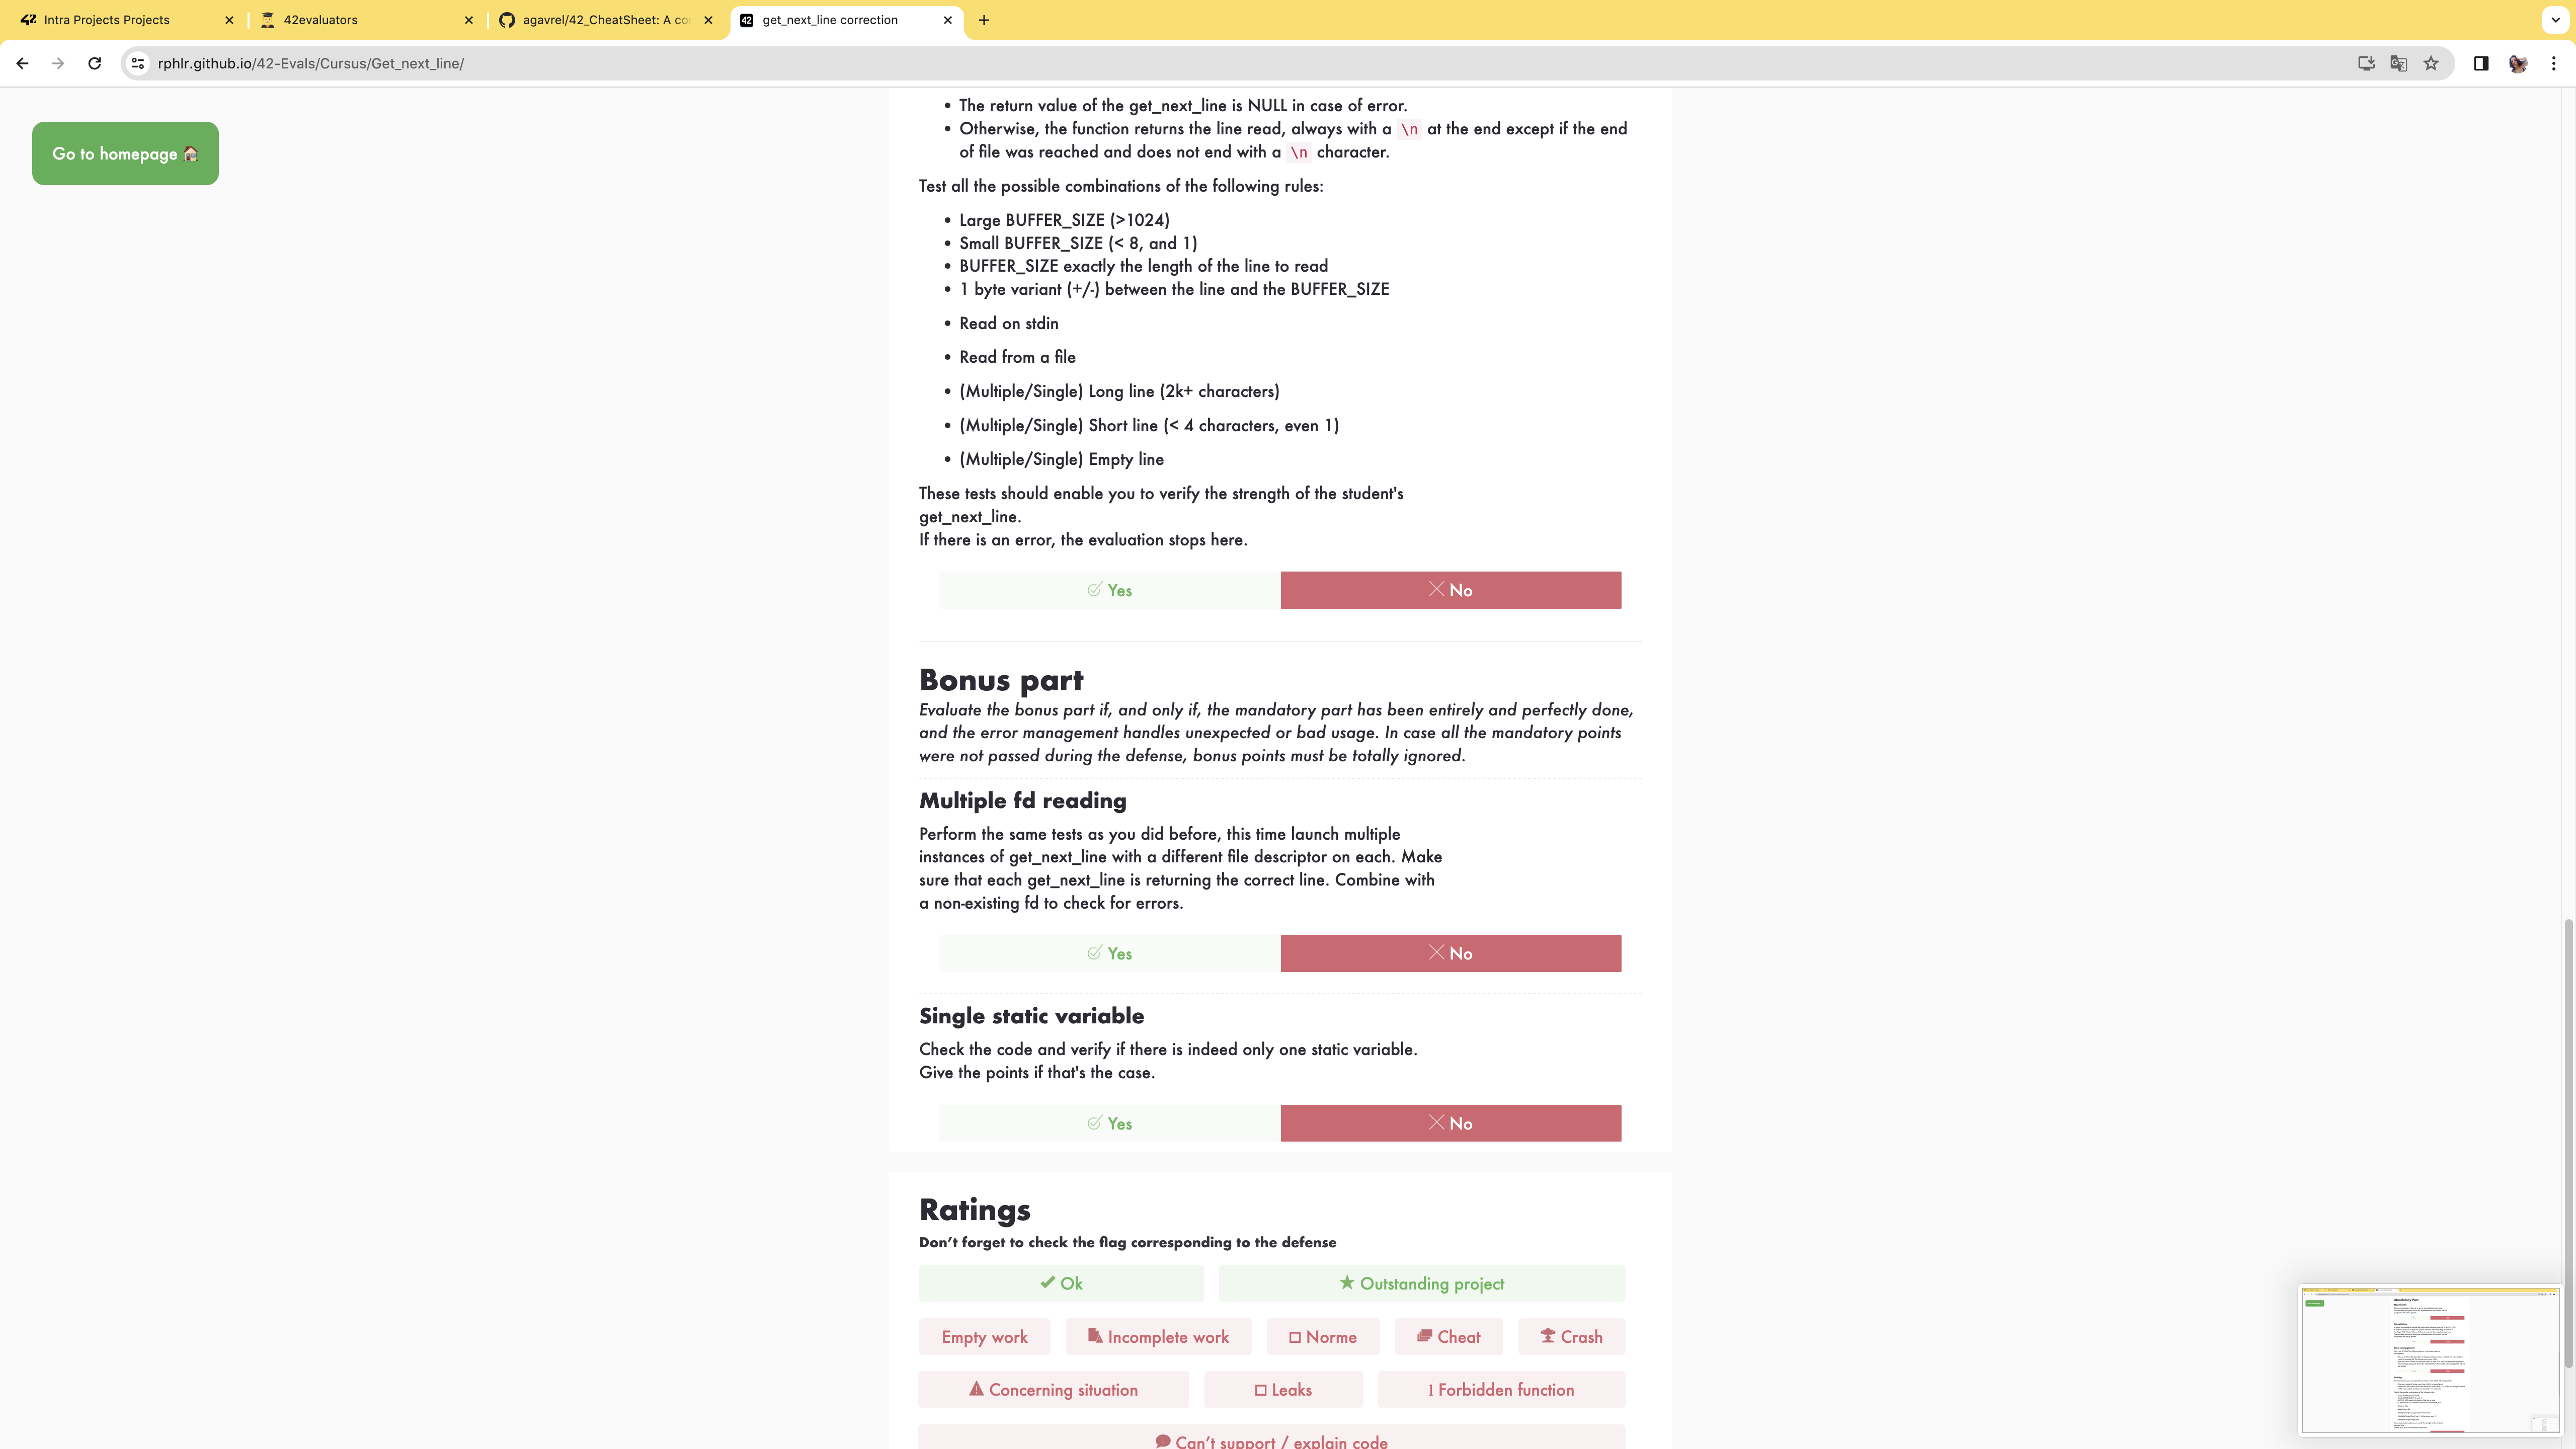 Intra Projects Projects
42evaluators
agavrel/42_CheatSheet: A co
get_next_line correction
rphlr.github.io/42-Evals/Cursus/Get_next_line/
Go to homepage
The return value of the get_next_line is NULL in case of error.
Otherwise, the function returns the line read, always with a \n at the end except if the end
of file was reached and does not end with a \n character.
Test all the possible combinations of the following rules:
Large BUFFER_SIZE (>1024)
Small BUFFER_SIZE (< 8, and 1)
BUFFER_SIZE exactly the length of the line to read
1 byte variant (+/-) between the line and the BUFFER_SIZE
Read on stdin
Read from a file
(Multiple/Single) Long line (2k+ characters)
(Multiple/Single) Short line (< 4 characters, even 1)
(Multiple/Single) Empty line
These tests should enable you to verify the strength of the student's
get_next_line.
If there is an error, the evaluation stops here.
Yes No
Bonus part
Evaluate the bonus part if, and only if, the mandatory part has been entirely and perfectly done,
and the error management handles unexpected or bad usage. In case all the mandatory points
were not passed during the defense, bonus points must be totally ignored.
Multiple fd reading
Perform the same tests as you did before, this time launch multiple
instances of get_next_line with a different file descriptor on each. Make
sure that each get_next_line is returning the correct line. Combine with
a non-existing fd to check for errors.
Yes No
Single static variable
Check the code and verify if there is indeed only one static variable.
Give the points if that's the case.
Yes No
Ratings
Don’t forget to check the flag corresponding to the defense
Ok Outstanding project
Empty work Incomplete work Norme Cheat Crash
Concerning situation Leaks Forbidden function
Can’t support / explain code